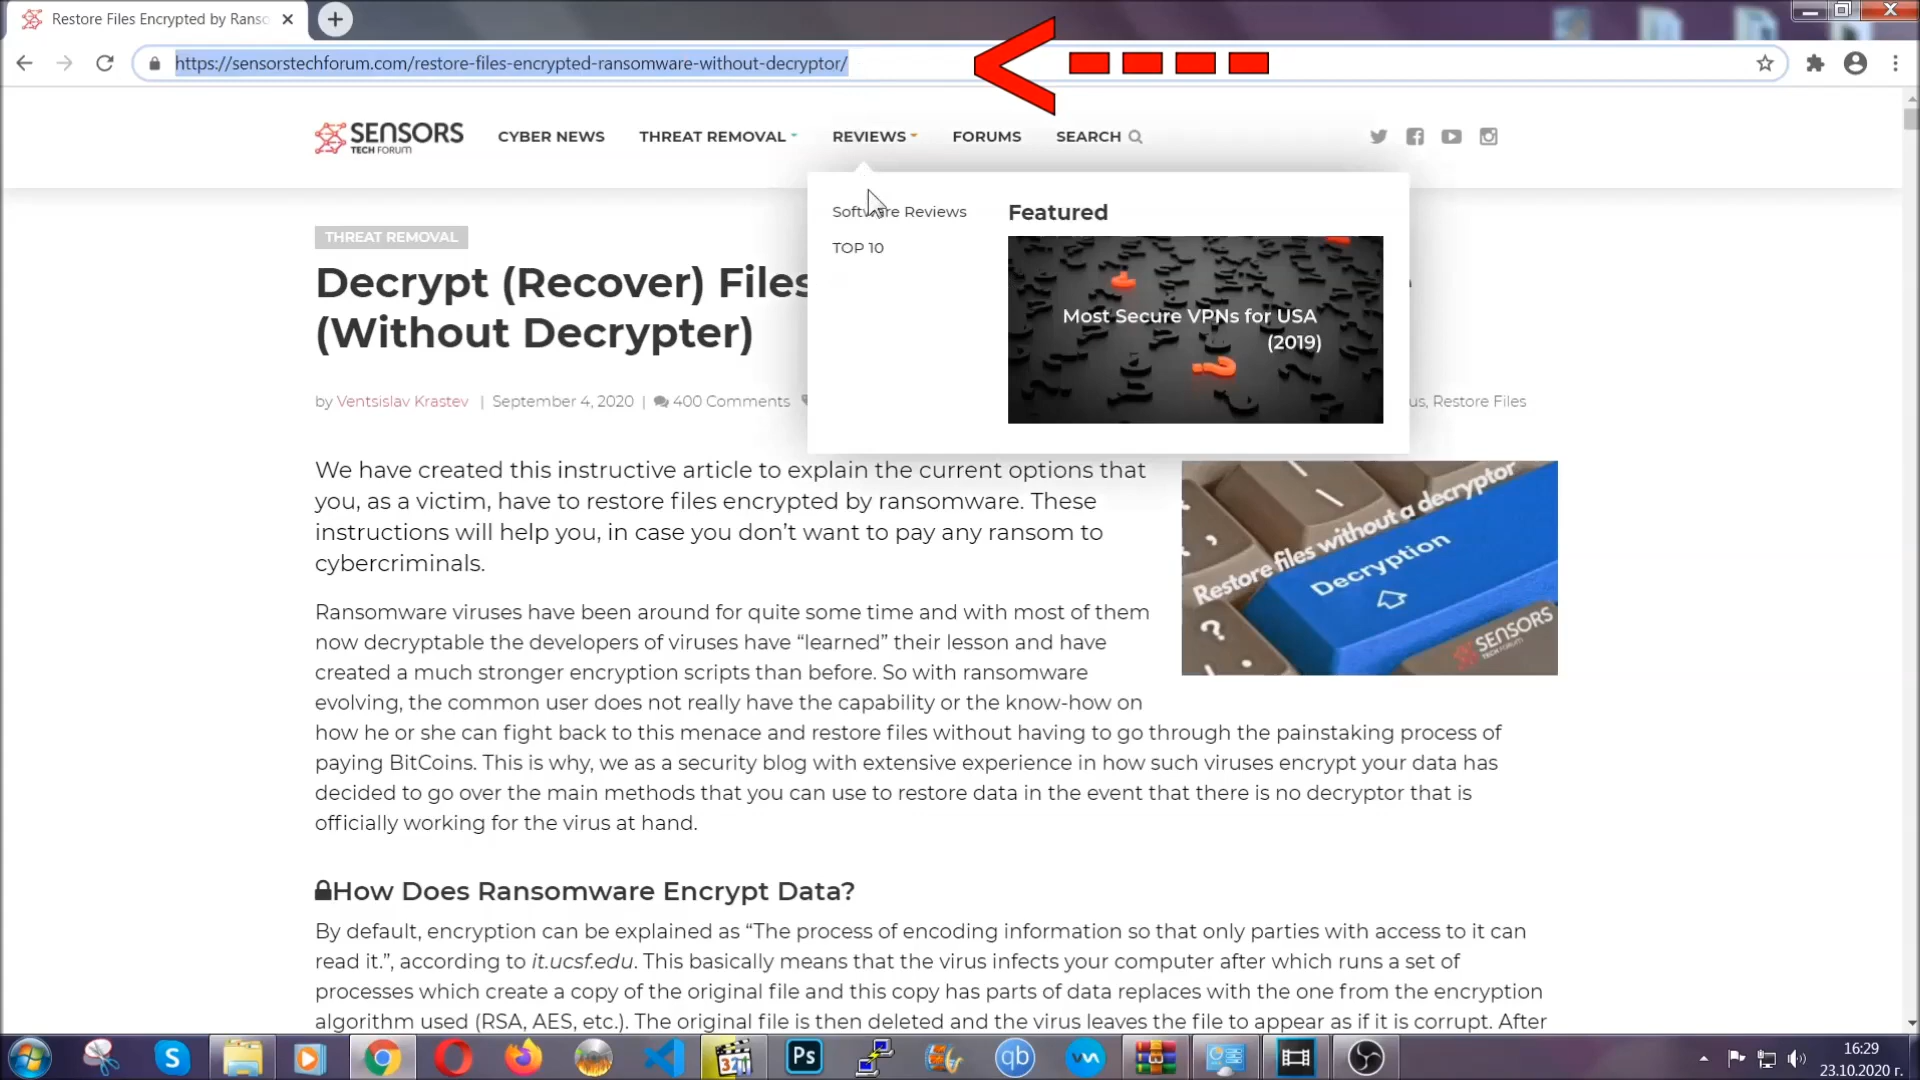 Restore Files Encrypted by Ranso
https://sensorstechforum.com/restore-files-encrypted-ransomware-without-decryptor/
SENSORS
TECH FORUM
CYBER NEWS
THREAT REMOVAL
REVIEWS
FORUMS
SEARCH
Software Reviews
TOP 10
Featured
Most Secure VPNs for USA
(2019)
THREAT REMOVAL
Decrypt (Recover) Files
(Without Decrypter)
by Ventsislav Krastev | September 4, 2020 | 400 Comments
us, Restore Files
We have created this instructive article to explain the current options that
you, as a victim, have to restore files encrypted by ransomware. These
instructions will help you, in case you don’t want to pay any ransom to
cybercriminals.
Restore files without a decryptor
Decryption
?
SENSORS
TECH FORUM
Ransomware viruses have been around for quite some time and with most of them
now decryptable the developers of viruses have “learned” their lesson and have
created a much stronger encryption scripts than before. So with ransomware
evolving, the common user does not really have the capability or the know-how on
how he or she can fight back to this menace and restore files without having to go through the painstaking process of
paying BitCoins. This is why, we as a security blog with extensive experience in how such viruses encrypt your data has
decided to go over the main methods that you can use to restore data in the event that there is no decryptor that is
officially working for the virus at hand.
How Does Ransomware Encrypt Data?
By default, encryption can be explained as “The process of encoding information so that only parties with access to it can
read it.”, according to it.ucsf.edu. This basically means that the virus infects your computer after which runs a set of
processes which create a copy of the original file and this copy has parts of data replaces with the one from the encryption
algorithm used (RSA, AES, etc.). The original file is then deleted and the virus leaves the file to appear as if it is corrupt. After
S
321
Ps
qb
16:29
23.10.2020 г.